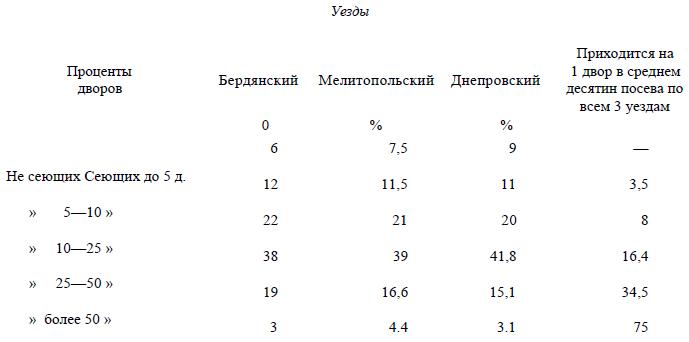 Уезды
Проценты дворов Бердянский Мелитопольский Днепровский Приходится на 1 двор в среднем десятин посева по всем 3 уездам
0 % %
6 7,5 9 —
Не сеющих Сеющих до 5 д. 12 11,5 11 3,5
» 5—10 » 22 21 20 8
» 10—25 » 38 39 41,8 16,4
» 25—50 » 19 16,6 15,1 34,5
» более 50 » 3 4.4 3.1 75